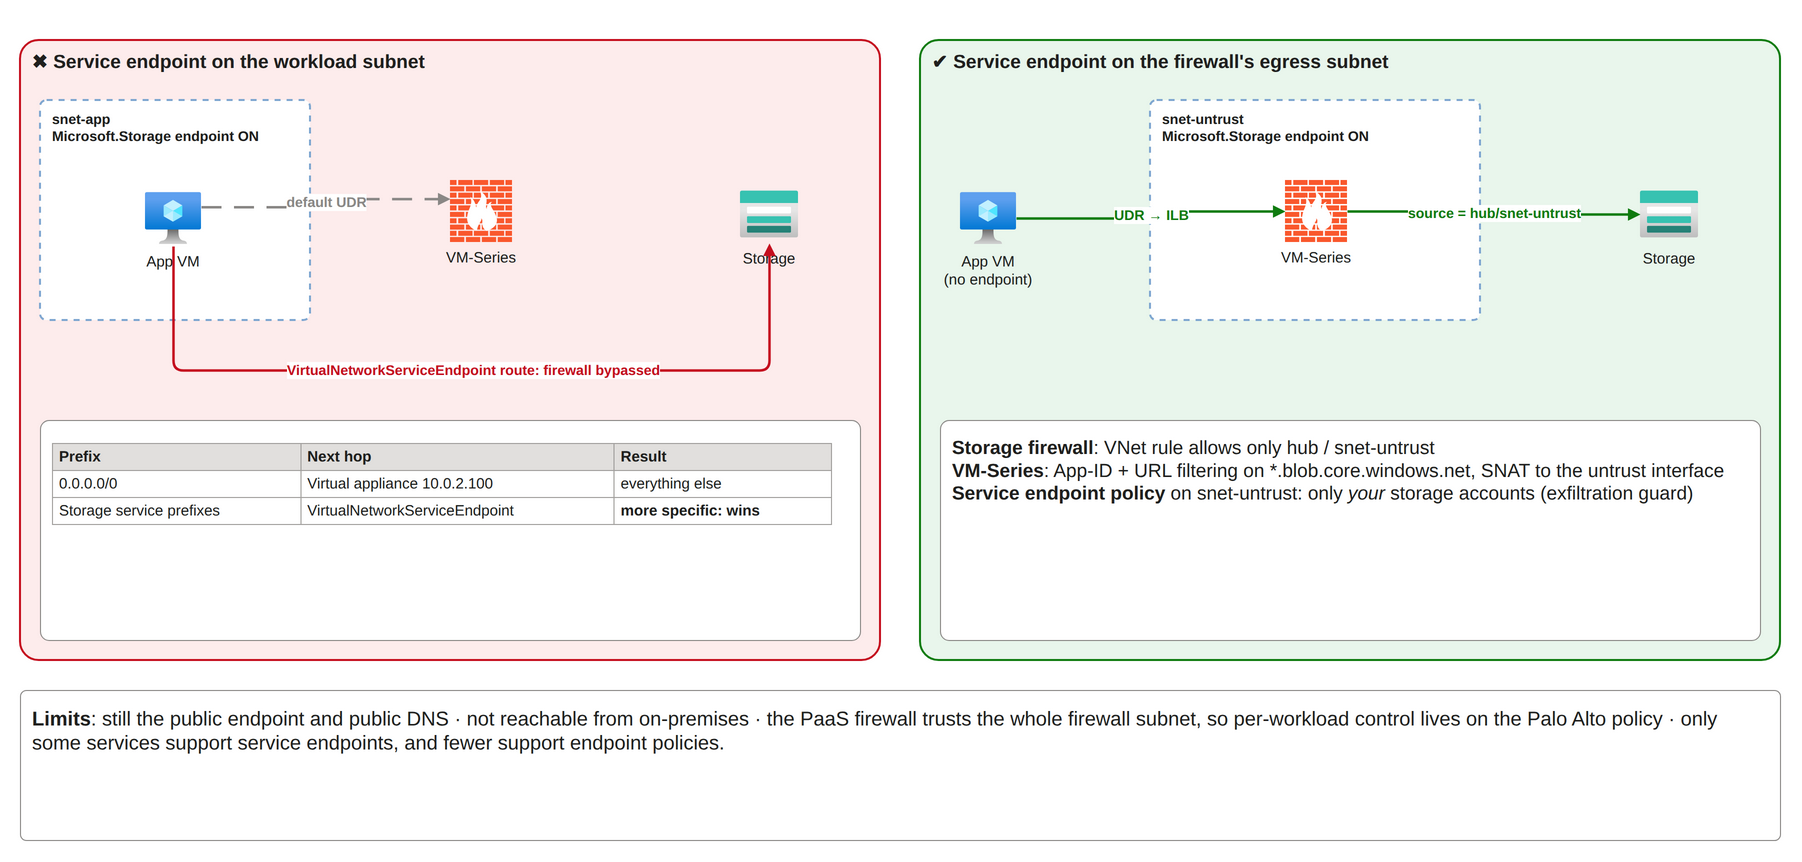 ✖ Service endpoint on the workload subnet
snet-app
Microsoft.Storage endpoint ON
default UDR
App VM
VM-Series
Storage
VirtualNetworkServiceEndpoint route: firewall bypassed
Prefix Next hop Result
0.0.0.0/0 Virtual appliance 10.0.2.100 everything else
Storage service prefixes VirtualNetworkServiceEndpoint more specific: wins
✔ Service endpoint on the firewall's egress subnet
snet-untrust
Microsoft.Storage endpoint ON
UDR → ILB
source = hub/snet-untrust
App VM
(no endpoint)
VM-Series
Storage
Storage firewall: VNet rule allows only hub / snet-untrust
VM-Series: App-ID + URL filtering on *.blob.core.windows.net, SNAT to the untrust interface
Service endpoint policy on snet-untrust: only your storage accounts (exfiltration guard)
Limits: still the public endpoint and public DNS · not reachable from on-premises · the PaaS firewall trusts the whole firewall subnet, so per-workload control lives on the Palo Alto policy · only
some services support service endpoints, and fewer support endpoint policies.